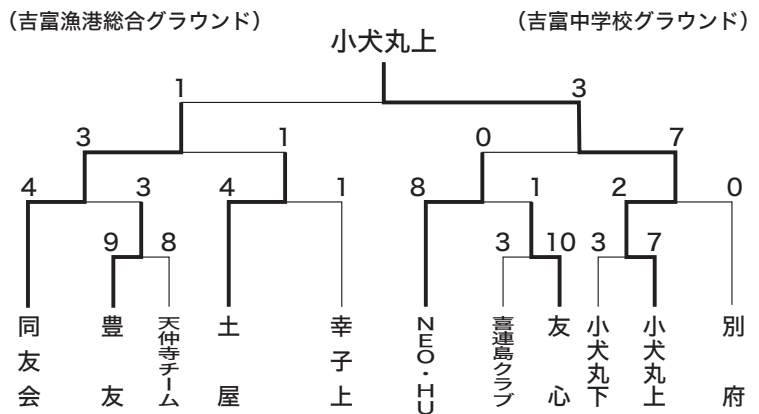 （吉富漁港総合グラウンド）
（吉富中学校グラウンド）
小犬丸上
1 3
3 1 0 7
4 3 4 1 8 1 2 0
9 8 3 10 3 7
同友会
豊友
天仲寺チーム
土屋
幸子上
NEO・HU
喜連島クラブ
友心
小犬丸下
小犬丸上
別府